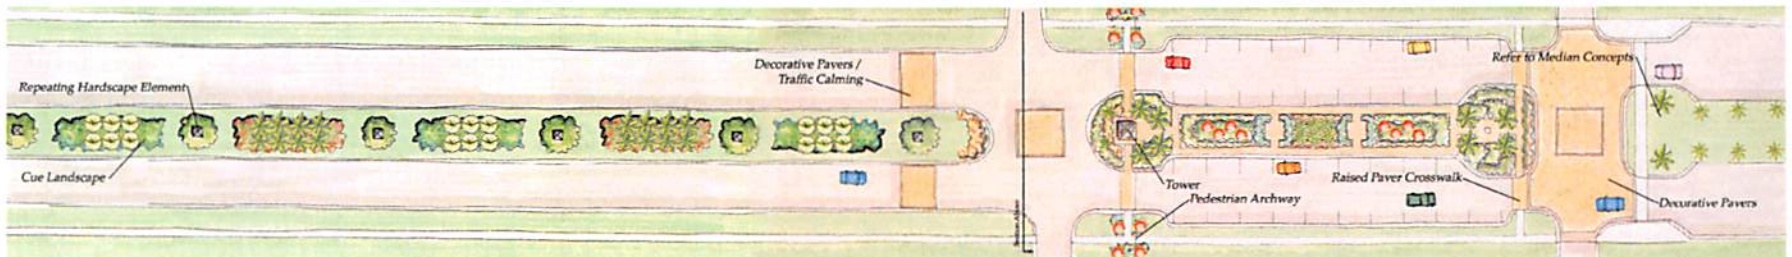 Repeating Hardscape Element
Cue Landscape
Decorative Pavers /
Traffic Calming
Tower
Pedestrian Archway
Raised Paver Crosswalk
Refer to Median Concepts
Decorative Pavers